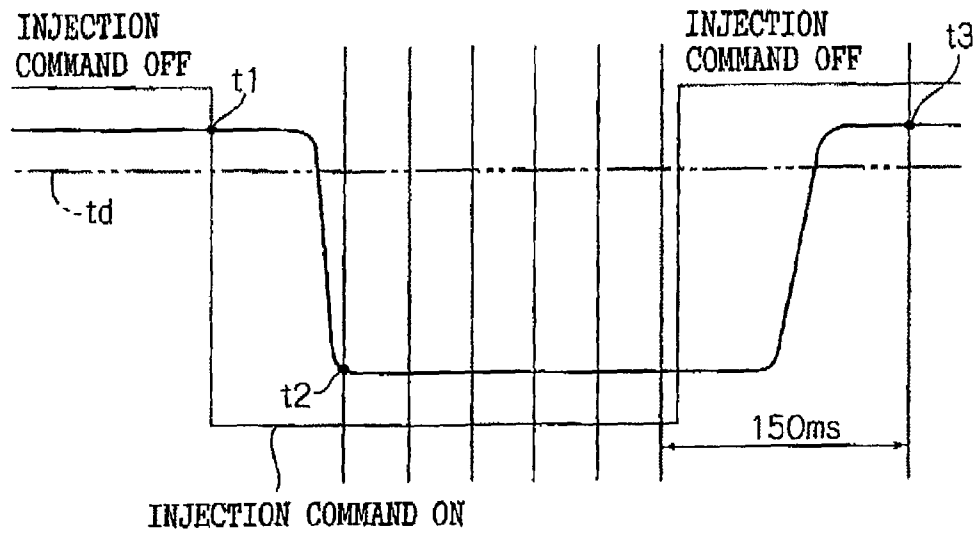 INJECTION
COMMAND OFF
t1
INJECTION
COMMAND OFF
t3
td
t2
150ms
INJECTION COMMAND ON